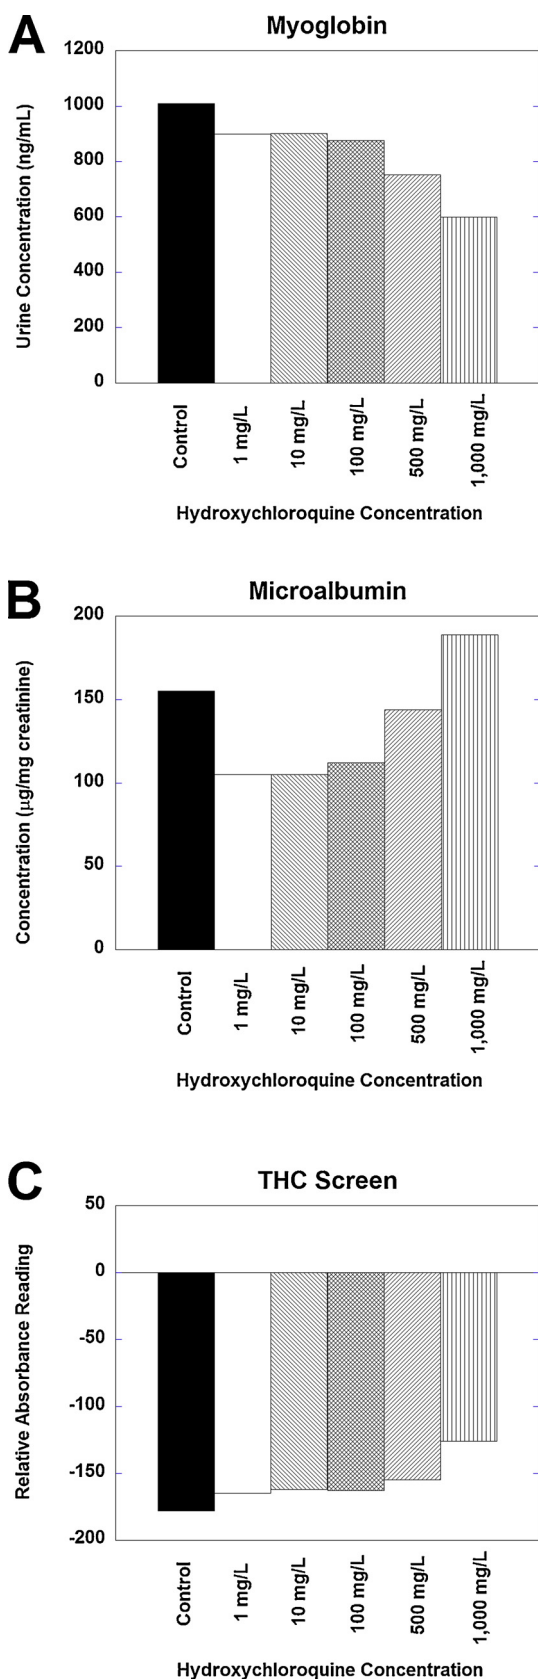 A
Myoglobin
Urine Concentration (ng/mL)
1200
1000
800
600
400
200
0
Control
1 mg/L
10 mg/L
100 mg/L
500 mg/L
1,000 mg/L
Hydroxychloroquine Concentration
B
Microalbumin
Concentration (µg/mg creatinine)
200
150
100
50
0
Control
1 mg/L
10 mg/L
100 mg/L
500 mg/L
1,000 mg/L
Hydroxychloroquine Concentration
C
THC Screen
Relative Absorbance Reading
50
0
-50
-100
-150
-200
Control
1 mg/L
10 mg/L
100 mg/L
500 mg/L
1,000 mg/L
Hydroxychloroquine Concentration